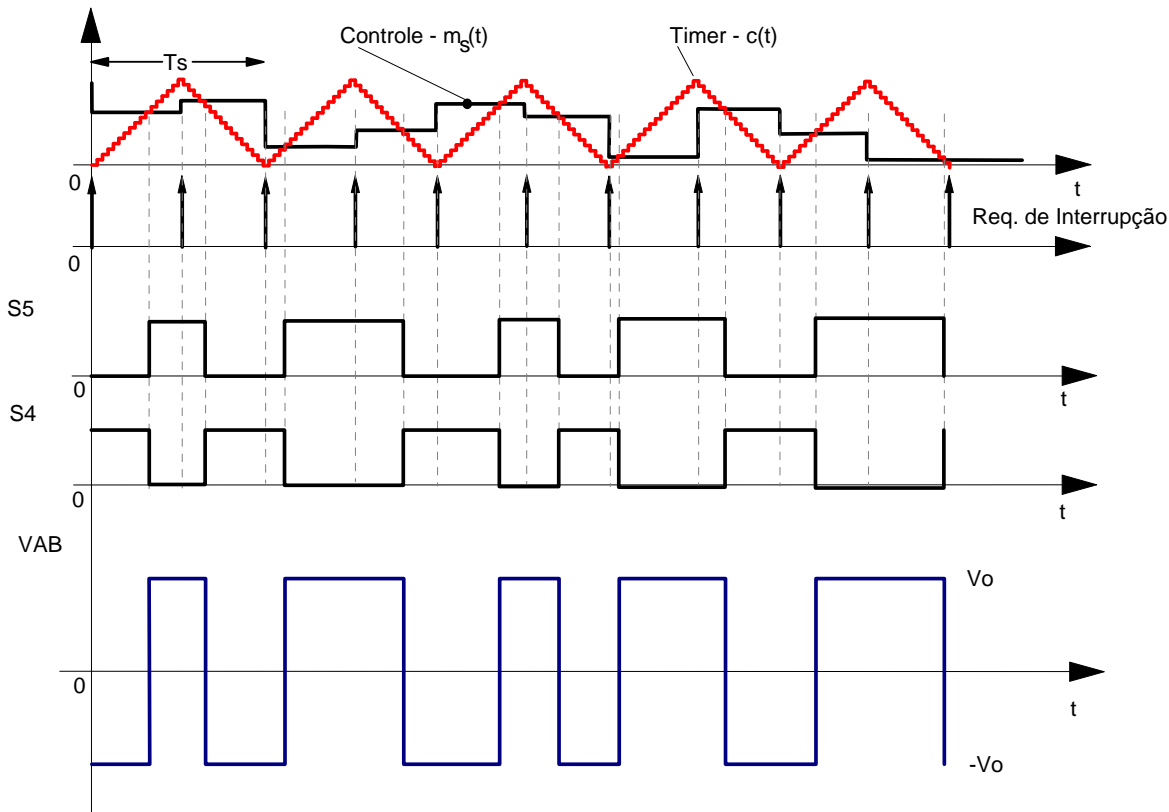 Controle - mS(t)
Timer - c(t)
Ts
0
t
Req. de Interrupção
0
S5
0
t
S4
0
t
VAB
Vo
0
t
-Vo